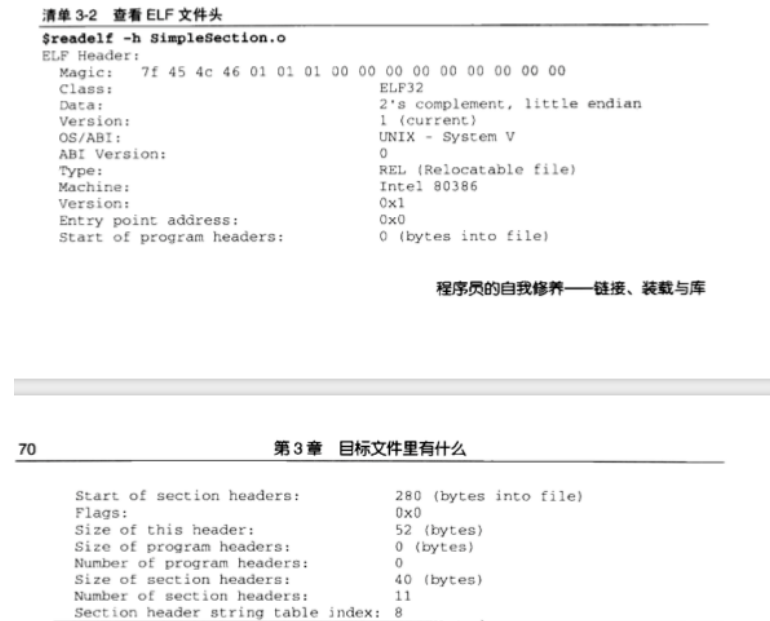 清单 3-2 查看 ELF 文件头
$readelf -h SimpleSection.o
ELF Header:
Magic: 7f 45 4c 46 01 01 01 00 00 00 00 00 00 00 00 00
Class: ELF32
Data: 2's complement, little endian
Version: 1 (current)
OS/ABI: UNIX - System V
ABI Version: 0
Type: REL (Relocatable file)
Machine: Intel 80386
Version: 0x1
Entry point address: 0x0
Start of program headers: 0 (bytes into file)
程序员的自我修养——链接、装载与库
70 第3章 目标文件里有什么
Start of section headers: 280 (bytes into file)
Flags: 0x0
Size of this header: 52 (bytes)
Size of program headers: 0 (bytes)
Number of program headers: 0
Size of section headers: 40 (bytes)
Number of section headers: 11
Section header string table index: 8